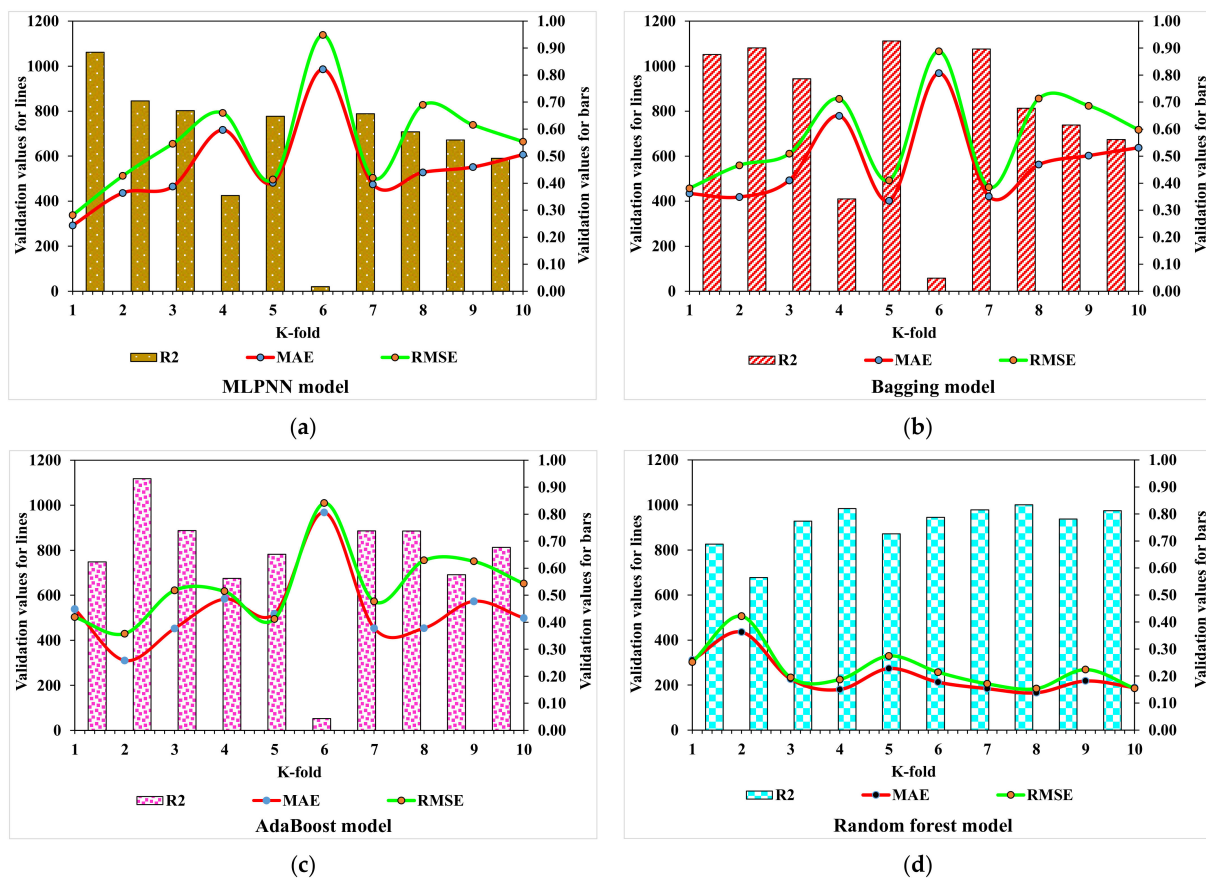 1200 1.00
1000 0.90
800 0.80
600 0.70
400 0.60
200 0.50
0 0.40
0.30
0.20
0.10
0.00
Validation values for lines
Validation values for bars
1 2 3 4 5 6 7 8 9 10
K-fold
R2 MAE RMSE
MLPNN model
(a)
1200 1.00
1000 0.90
800 0.80
600 0.70
400 0.60
200 0.50
0 0.40
0.30
0.20
0.10
0.00
Validation values for lines
Validation values for bars
1 2 3 4 5 6 7 8 9 10
K-fold
R2 MAE RMSE
Bagging model
(b)
1200 1.00
1000 0.90
800 0.80
600 0.70
400 0.60
200 0.50
0 0.40
0.30
0.20
0.10
0.00
Validation values for lines
Validation values for bars
1 2 3 4 5 6 7 8 9 10
K-fold
R2 MAE RMSE
AdaBoost model
(c)
1200 1.00
1000 0.90
800 0.80
600 0.70
400 0.60
200 0.50
0 0.40
0.30
0.20
0.10
0.00
Validation values for lines
Validation values for bars
1 2 3 4 5 6 7 8 9 10
K-fold
R2 MAE RMSE
Random forest model
(d)